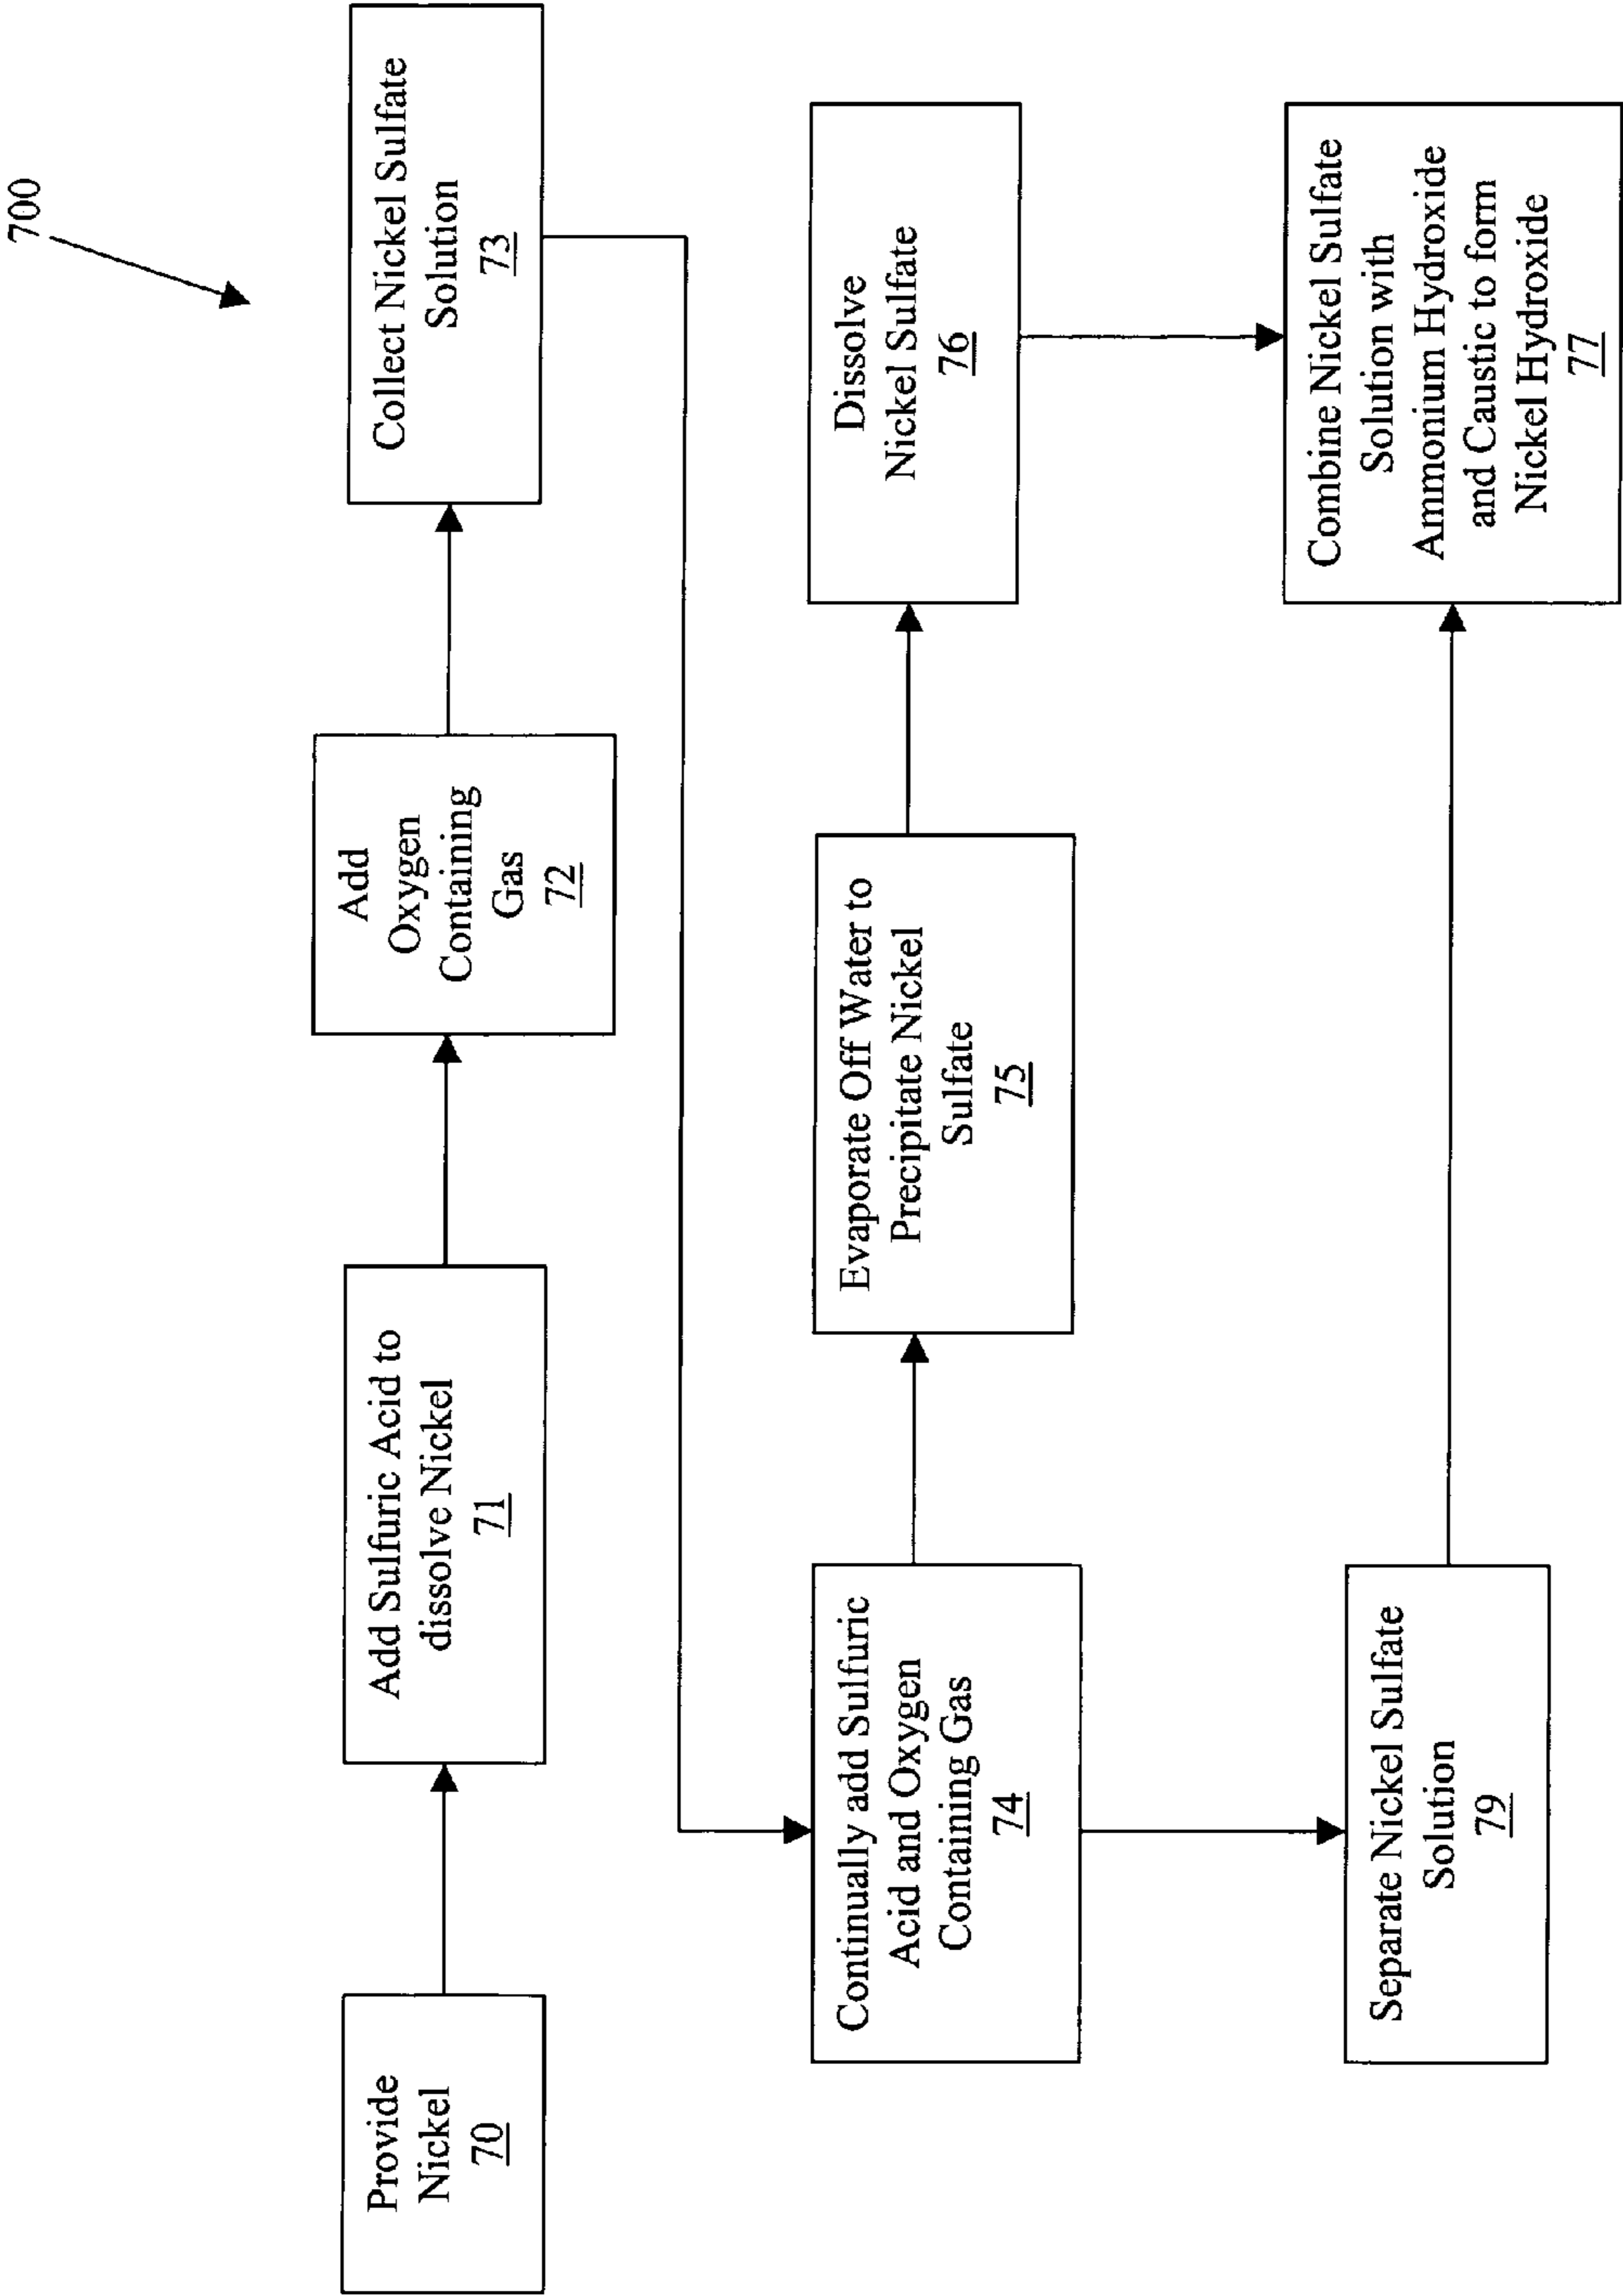 700
Provide
Nickel
70
Add Sulfuric Acid to
dissolve Nickel
71
Add
Oxygen
Containing
Gas
72
Collect Nickel Sulfate
Solution
73
Continually add Sulfuric
Acid and Oxygen
Containing Gas
74
Evaporate Off Water to
Precipitate Nickel
Sulfate
75
Dissolve
Nickel Sulfate
76
Separate Nickel Sulfate
Solution
79
Combine Nickel Sulfate
Solution with
Ammonium Hydroxide
and Caustic to form
Nickel Hydroxide
77